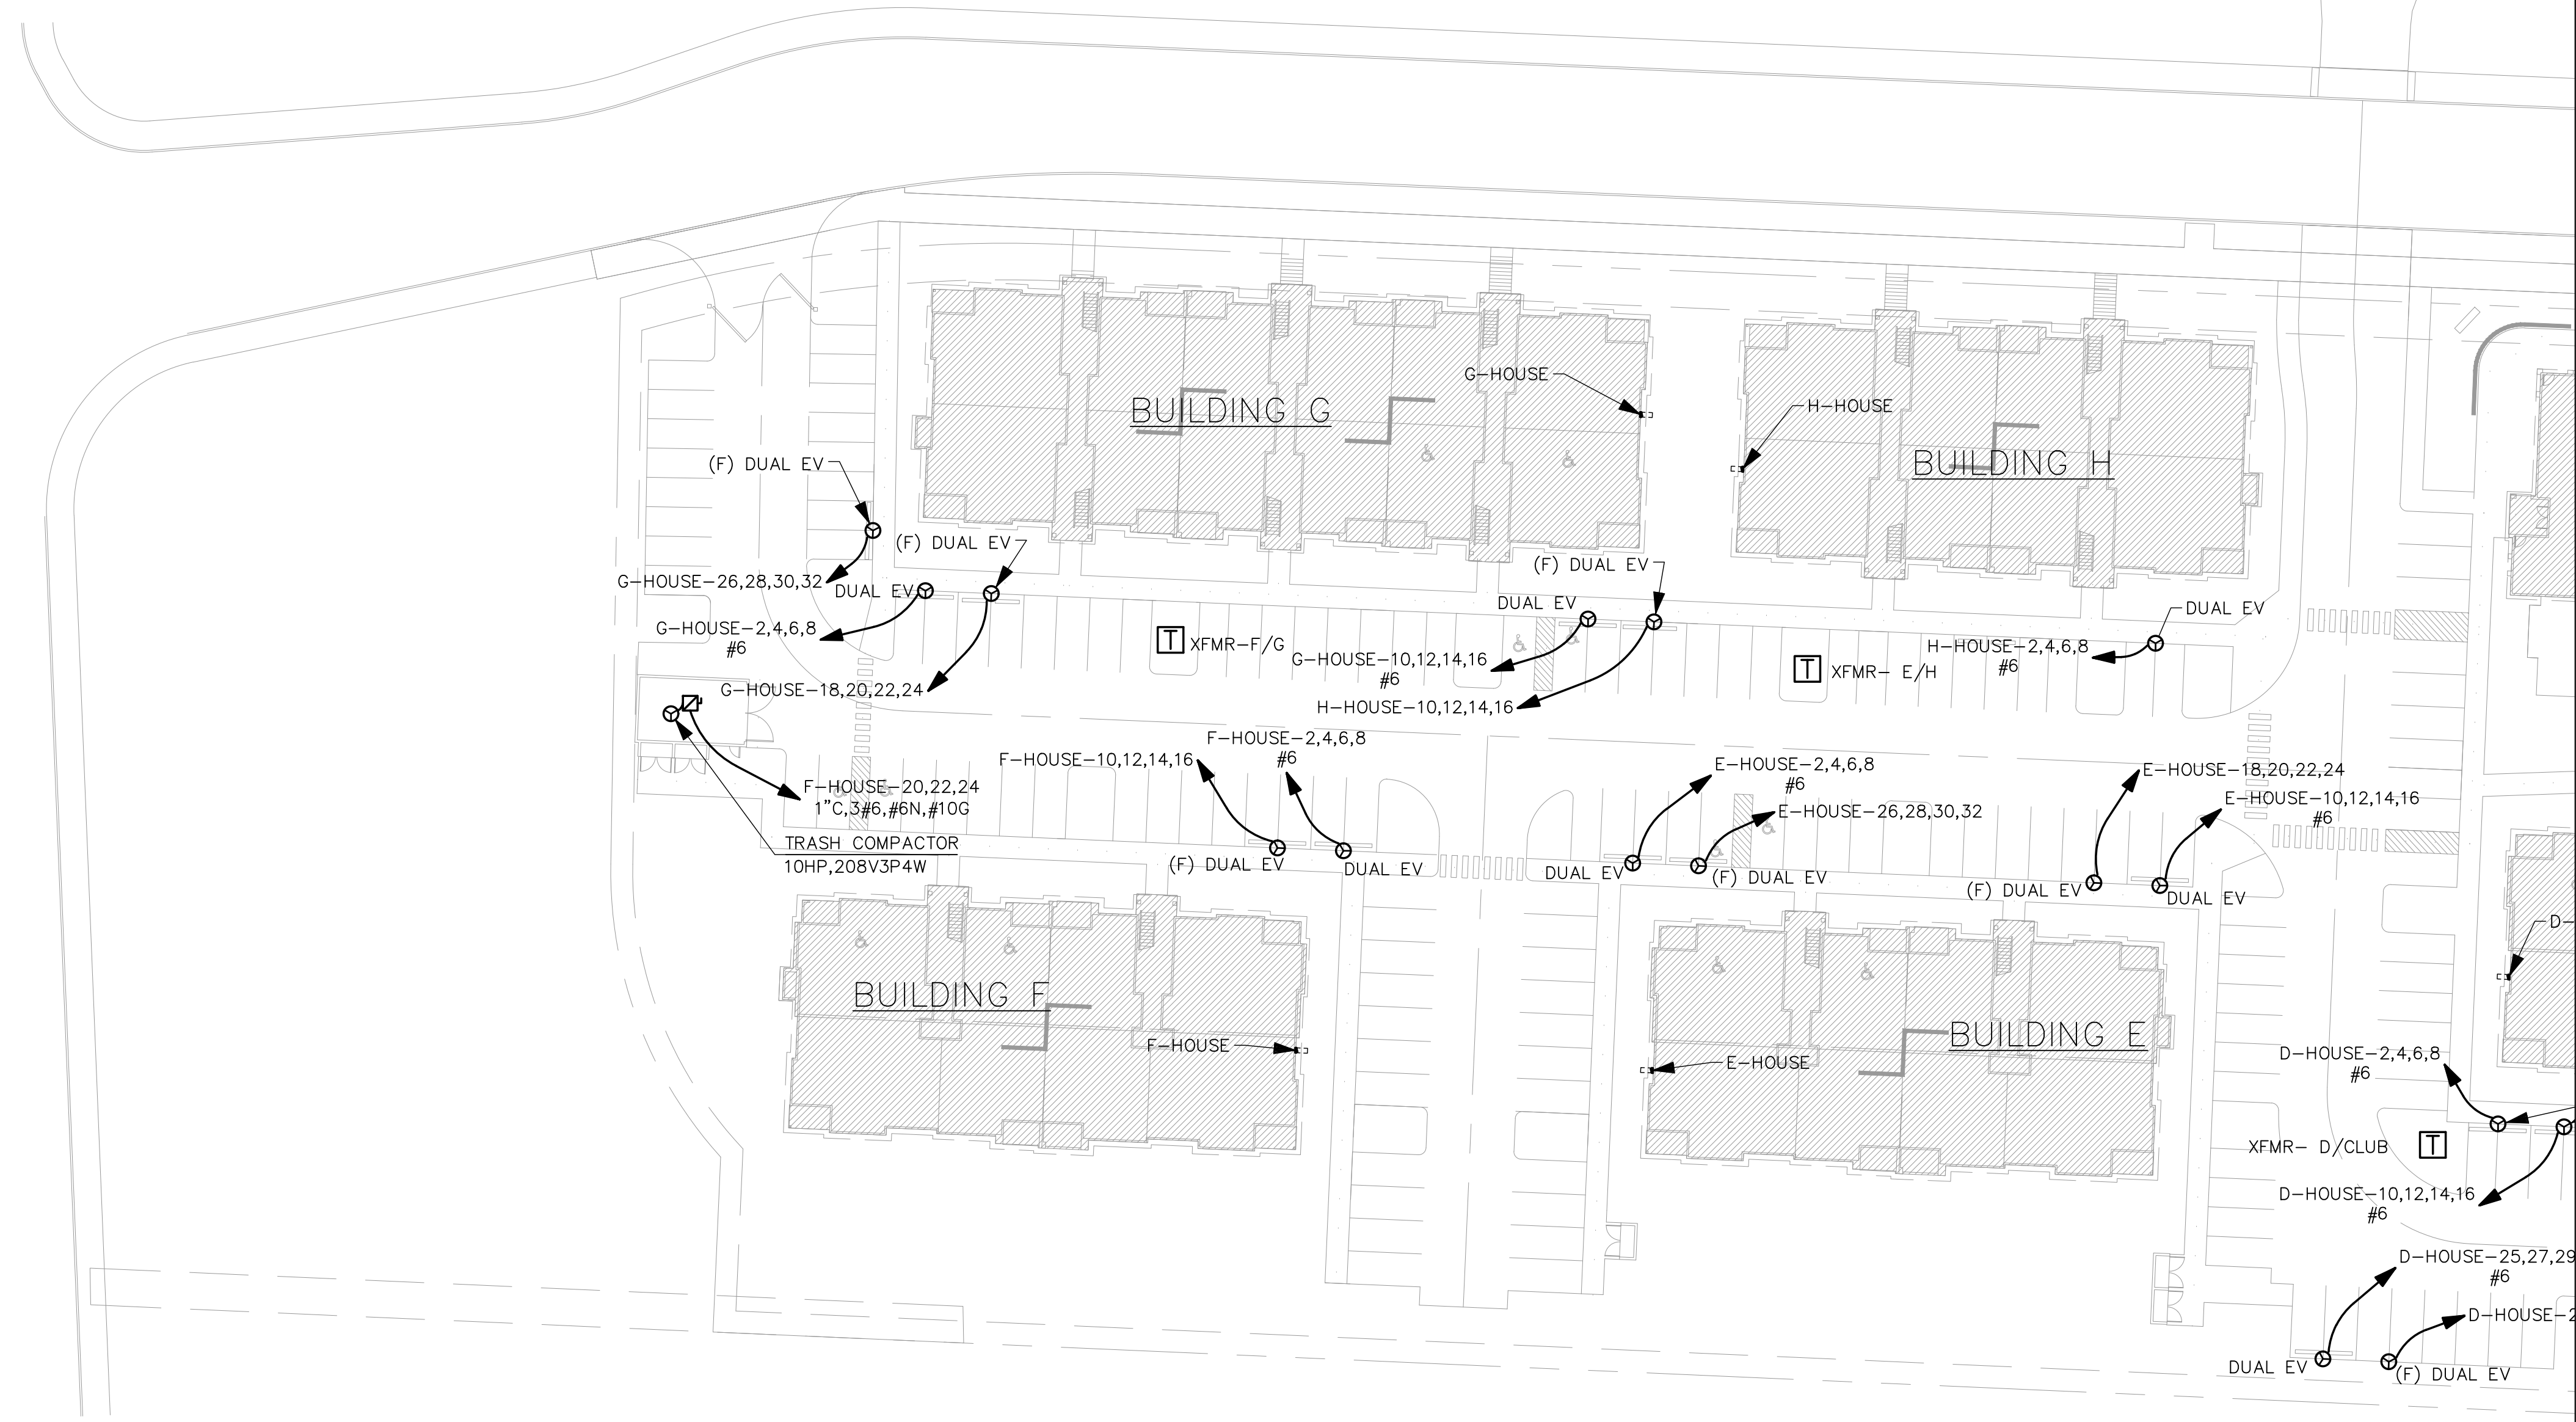 BUILDING G
G-HOUSE
H-HOUSE
BUILDING H
(F) DUAL EV
(F) DUAL EV
G-HOUSE-26,28,30,32
DUAL EV
G-HOUSE-2,4,6,8
#6
G-HOUSE-18,20,22,24
T
XFMR-F/G
(F) DUAL EV
DUAL EV
G-HOUSE-10,12,14,16
#6
H-HOUSE-10,12,14,16
T
XFMR- E/H
DUAL EV
H-HOUSE-2,4,6,8
#6
F-HOUSE-20,22,24
1"C,3#6,#6N,#10G
TRASH COMPACTOR
10HP,208V3P4W
F-HOUSE-10,12,14,16
F-HOUSE-2,4,6,8
#6
(F) DUAL EV
DUAL EV
E-HOUSE-2,4,6,8
#6
E-HOUSE-26,28,30,32
DUAL EV
(F) DUAL EV
E-HOUSE-18,20,22,24
E-HOUSE-10,12,14,16
#6
(F) DUAL EV
DUAL EV
BUILDING F
F-HOUSE
E-HOUSE
BUILDING E
D-
D-HOUSE-2,4,6,8
#6
XFMR- D/CLUB
T
D-HOUSE-10,12,14,16
#6
D-HOUSE-25,27,29
#6
D-HOUSE-2
DUAL EV
(F) DUAL EV